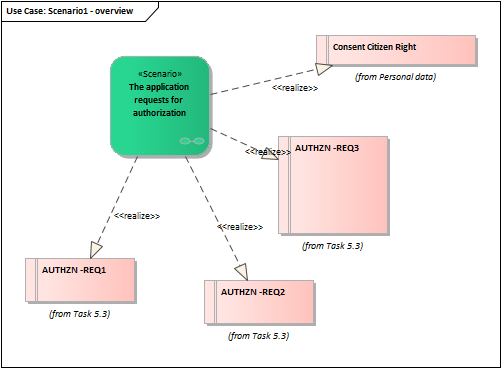 Use Case: Scenario1 - overview
Consent Citizen Right
(from Personal data)
«Scenario»
The application
requests for
authorization
<<realize>>
<<realize>>
AUTHZN -REQ3
(from Task 5.3)
<<realize>>
<<realize>>
AUTHZN -REQ1
(from Task 5.3)
AUTHZN -REQ2
(from Task 5.3)